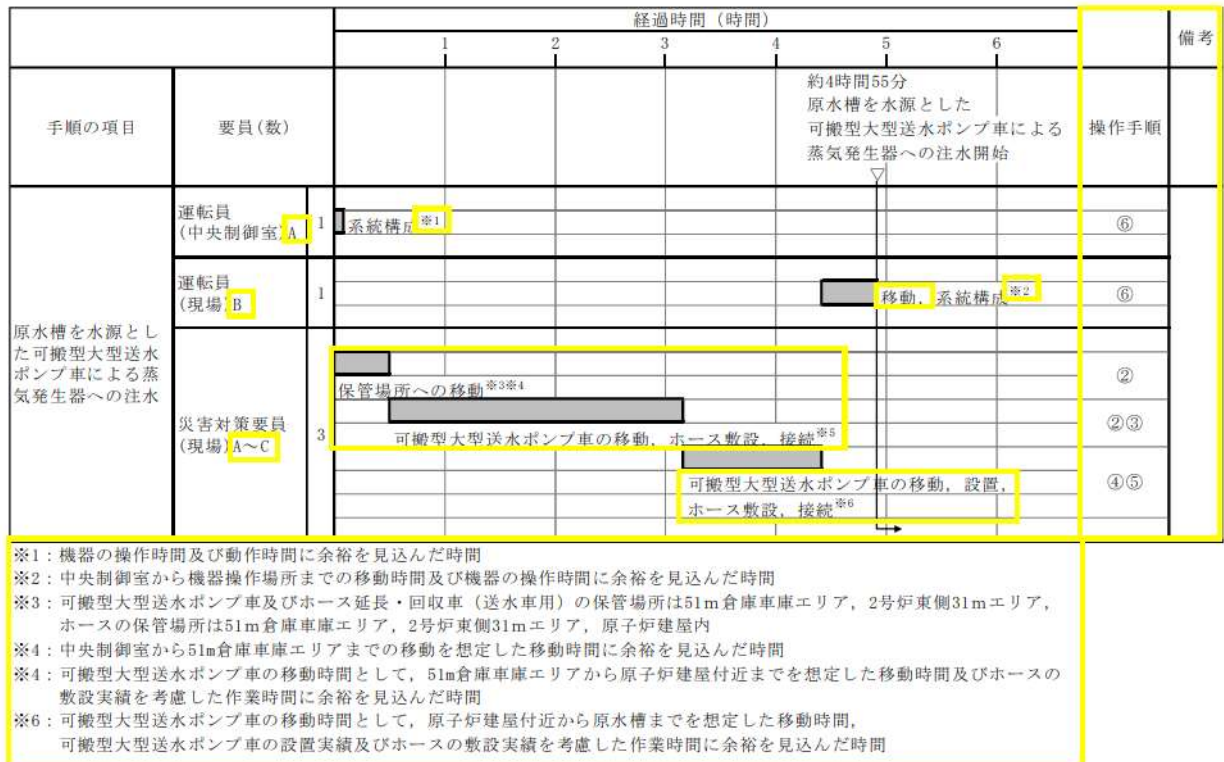 経過時間（時間）
備考
1 2 3 4 5 6
手順の項目
要員(数)
操作手順
約4時間55分
原水槽を水源とした
可搬型大型送水ポンプ車による
蒸気発生器への注水開始
原水槽を水源とし
た可搬型大型送水
ポンプ車による蒸
気発生器への注水
運転員
(中央制御室)A
1
系統構成※1
⑥
運転員
(現場)B
1
移動，系統構成※2
⑥
災害対策要員
(現場)A～C
3
保管場所への移動※3※4
②
可搬型大型送水ポンプ車の移動，ホース敷設，接続※5
②③
可搬型大型送水ポンプ車の移動，設置，
ホース敷設，接続※6
④⑤
※1：機器の操作時間及び動作時間に余裕を見込んだ時間
※2：中央制御室から機器操作場所までの移動時間及び機器の操作時間に余裕を見込んだ時間
※3：可搬型大型送水ポンプ車及びホース延長・回収車（送水車用）の保管場所は51m倉庫車庫エリア，2号炉東側31mエリア，
ホースの保管場所は51m倉庫車庫エリア，2号炉東側31mエリア，原子炉建屋内
※4：中央制御室から51m倉庫車庫エリアまでの移動を想定した移動時間に余裕を見込んだ時間
※4：可搬型大型送水ポンプ車の移動時間として，51m倉庫車庫エリアから原子炉建屋付近までを想定した移動時間及びホースの
敷設実績を考慮した作業時間に余裕を見込んだ時間
※6：可搬型大型送水ポンプ車の移動時間として，原子炉建屋付近から原水槽までを想定した移動時間，
可搬型大型送水ポンプ車の設置実績及びホースの敷設実績を考慮した作業時間に余裕を見込んだ時間